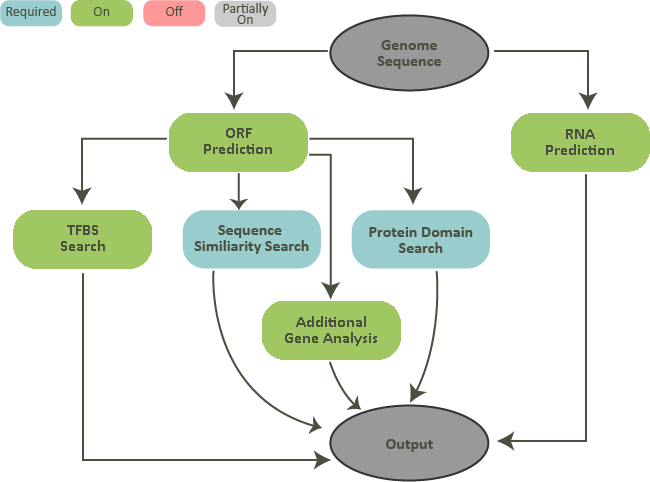 Required
On
Off
Partially
On
Genome
Sequence
ORF
Prediction
RNA
Prediction
TFBS
Search
Sequence
Similiarity Search
Protein Domain
Search
Additional
Gene Analysis
Output